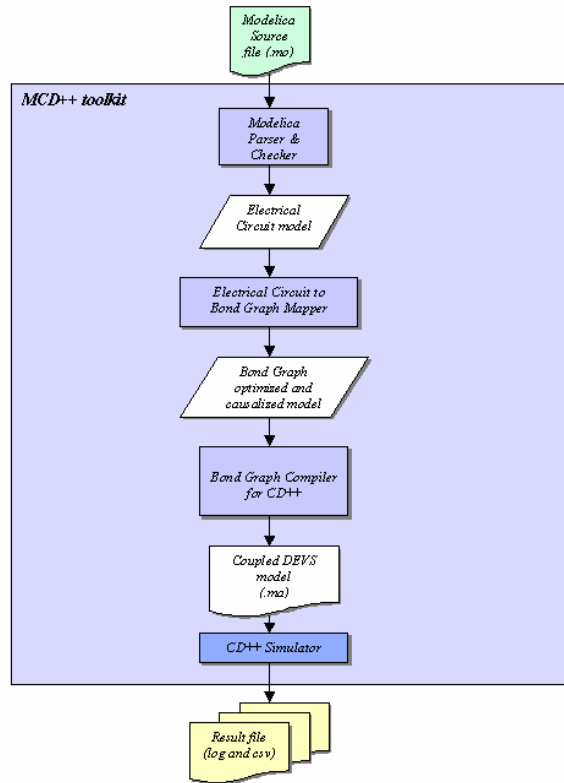 Modelica
Source
file (.mo)
MCD++ toolkit
Modelica
Parser &
Checker
Electrical
Circuit model
Electrical Circuit to
Bond Graph Mapper
Bond Graph
optimized and
causalized model
Bond Graph Compiler
for CD++
Coupled DEVS
model
(.ma)
CD++ Simulator
Result file
(log and csv)